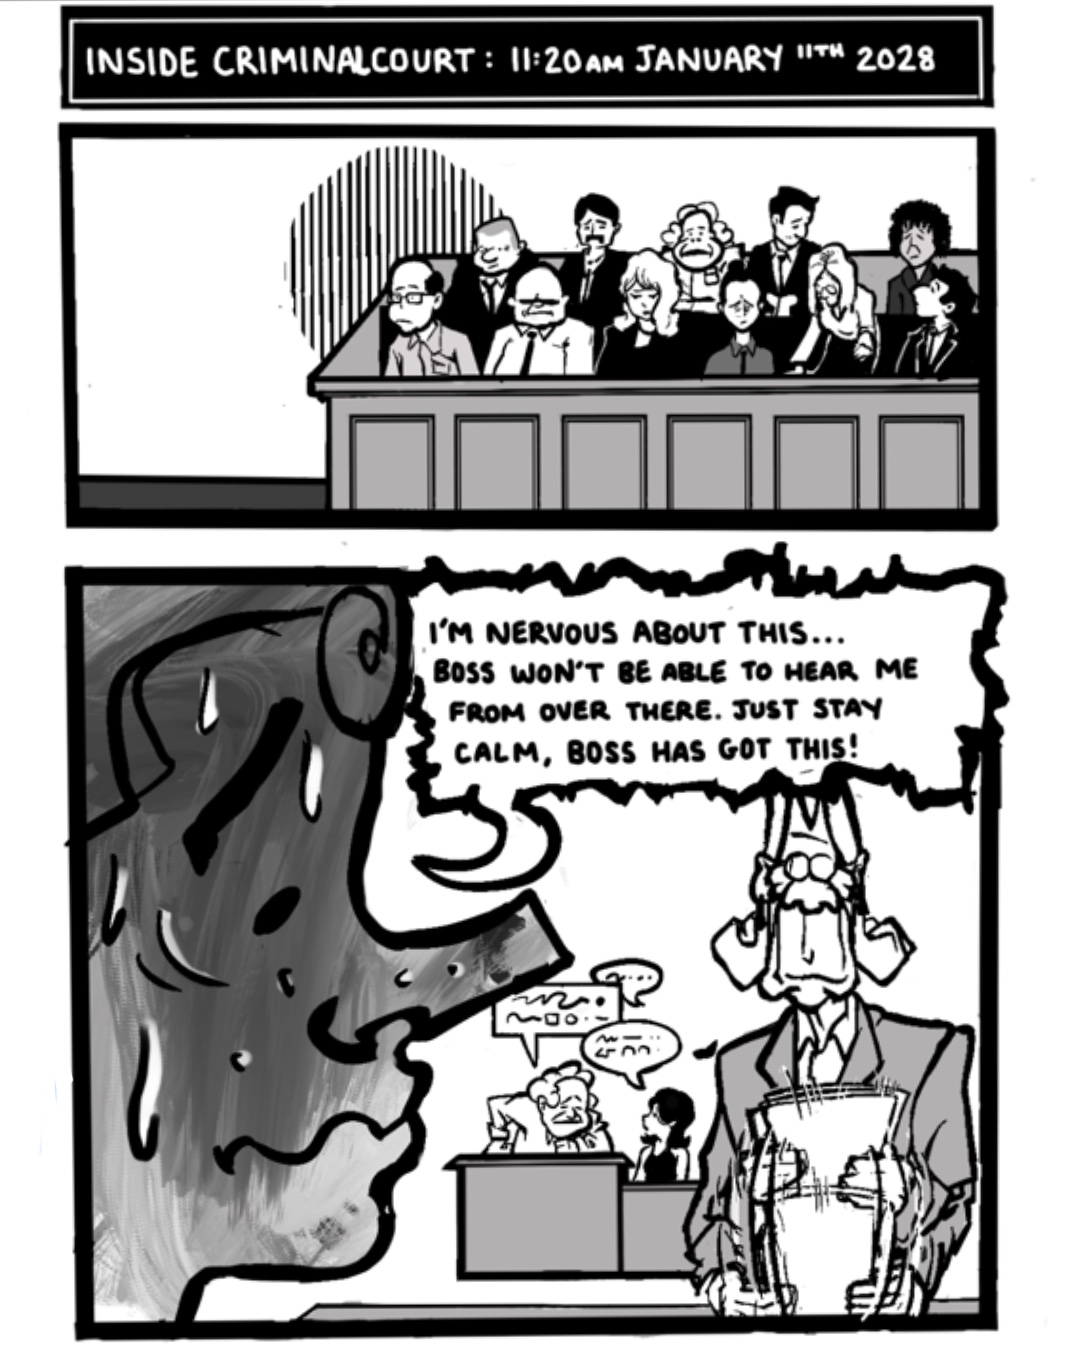 INSIDE CRIMINALCOURT: 11:20AM JANUARY 11TH 2028
I'M NERVOUS ABOUT THIS...
BOSS WON'T BE ABLE TO HEAR ME
FROM OVER THERE. JUST STAY
CALM, BOSS HAS GOT THIS!